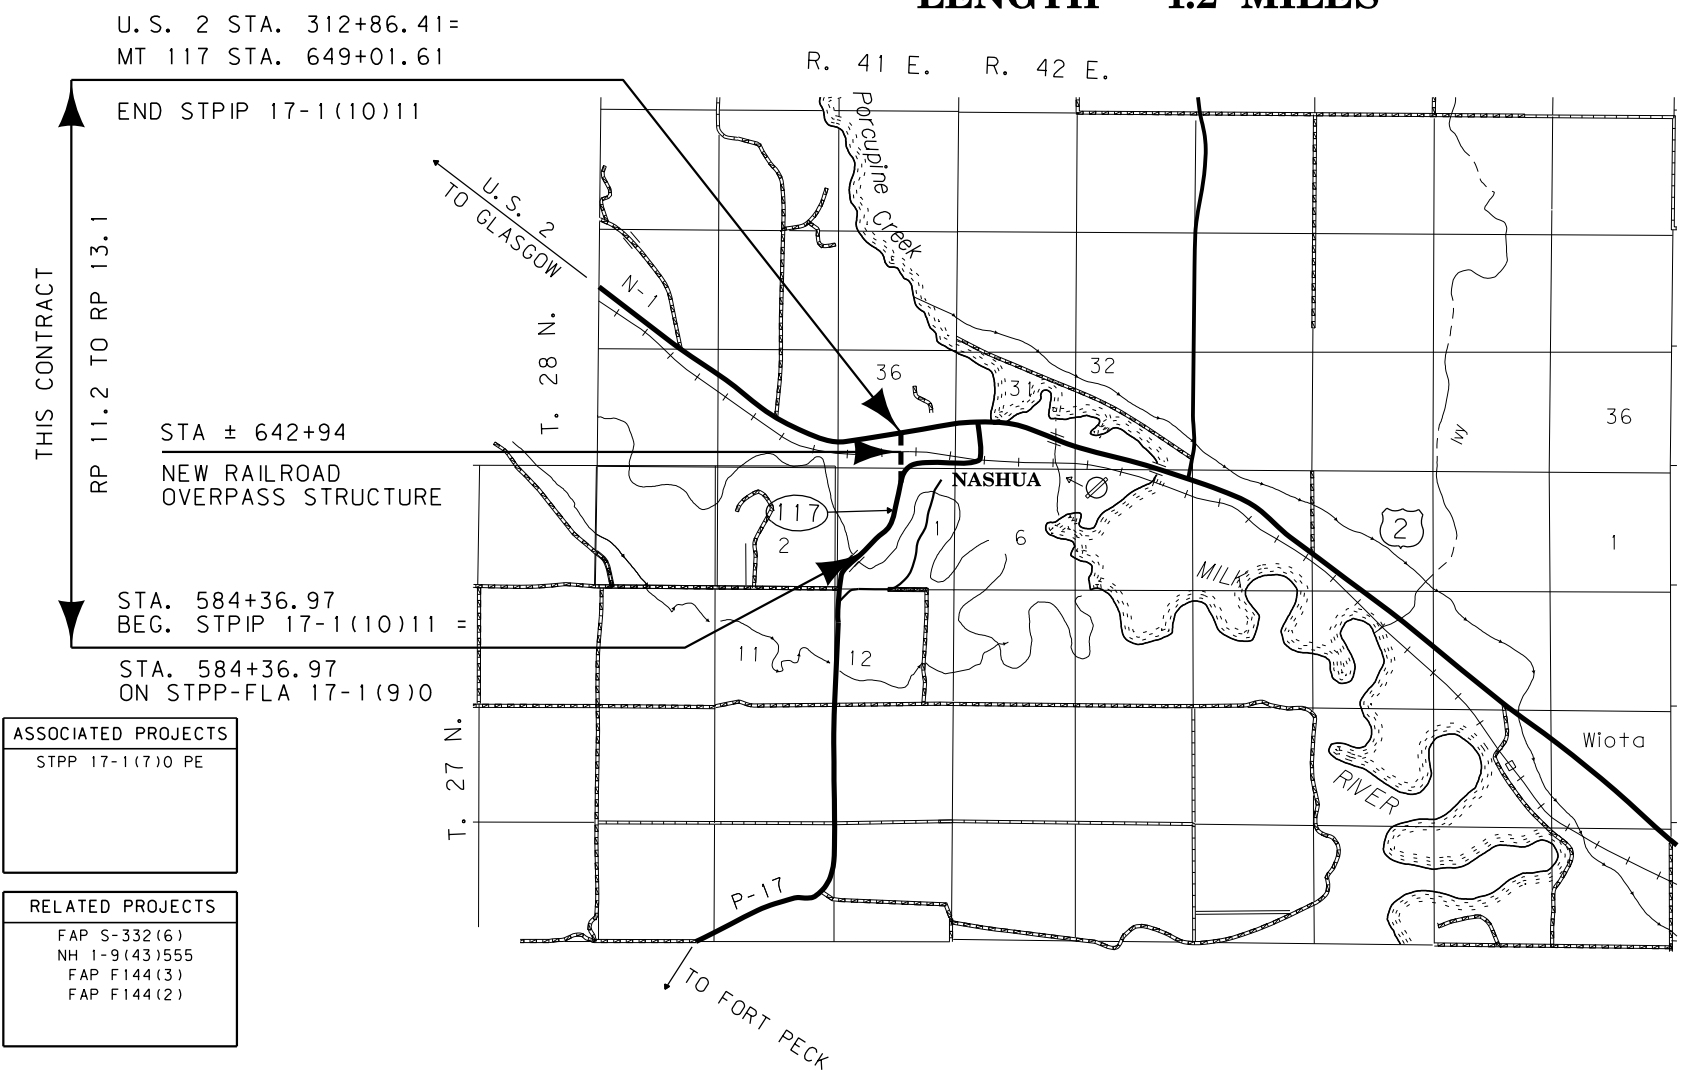 LENGTH 1.2 MILES
U.S. 2 STA. 312+86.41=
MT 117 STA. 649+01.61
END STPIP 17-1(10)11
R. 41 E. R. 42 E.
THIS CONTRACT
RP 11.2 TO RP 13.1
U.S. 2
TO GLASGOW
N-1
Porcupine Creek
T. 28 N.
36
31
32
36
STA ± 642+94
NEW RAILROAD
OVERPASS STRUCTURE
NASHUA
117
2
1
6
2
1
Ivy
MILK
RIVER
STA. 584+36.97
BEG. STPIP 17-1(10)11 =
STA. 584+36.97
ON STPP-FLA 17-1(9)0
11
12
T. 27 N.
Wiota
P-17
TO FORT PECK
ASSOCIATED PROJECTS
STPP 17-1(7)0 PE
RELATED PROJECTS
FAP S-332(6)
NH 1-9(43)555
FAP F144(3)
FAP F144(2)